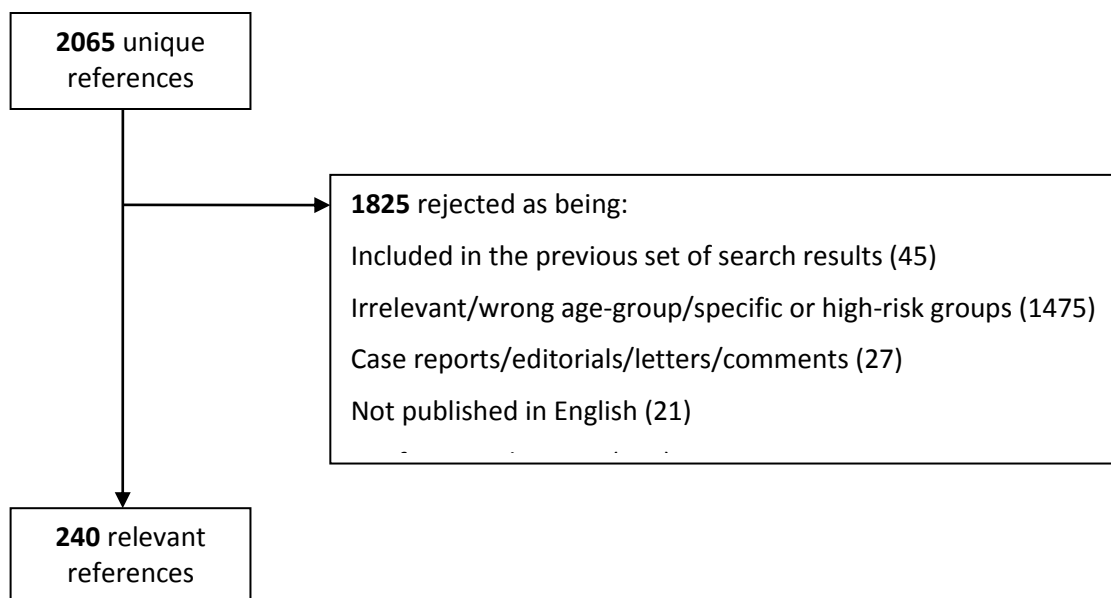 2065 unique
references
1825 rejected as being:
Included in the previous set of search results (45)
Irrelevant/wrong age-group/specific or high-risk groups (1475)
Case reports/editorials/letters/comments (27)
Not published in English (21)
240 relevant
references